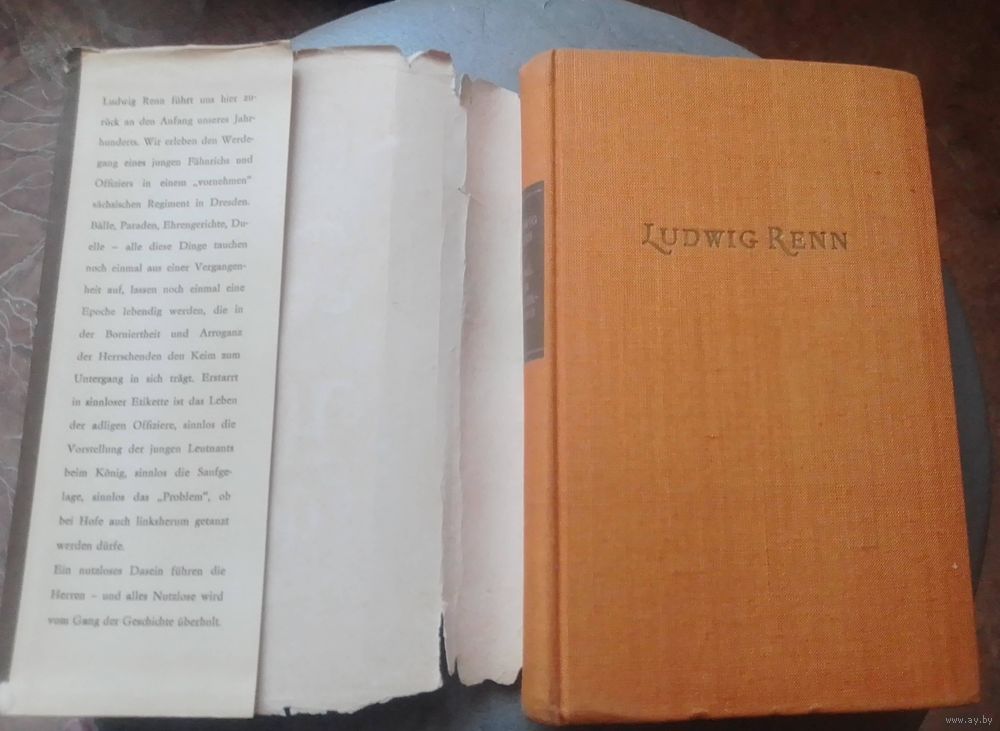 Ludwig Renn führt uns hier zu-
rück an den Anfang unseres Jahr-
hunderts. Wir erleben den Werde-
gang eines jungen Fähnrichs und
Offiziers in einem „vornehmen"
sächsischen Regiment in Dresden.
Bälle, Paraden, Ehrengerichte, Du-
elle – alle diese Dinge tauchen
noch einmal aus einer Vergangen-
heit auf, lassen noch einmal eine
Epoche lebendig werden, die in
der Borniertheit und Arroganz
der Herrschenden den Keim zum
Untergang in sich trägt. Erstarrt
in sinnloser Etikette ist das Leben
der adligen Offiziere, sinnlos die
Vorstellung der jungen Leutnants
beim König, sinnlos die Saufge-
lage, sinnlos das „Problem", ob
bei Hofe auch linksherum getanzt
werden dürfe.
Ein nutzloses Dasein führen die
Herren – und alles Nutzlose wird
vom Gang der Geschichte überholt.
LUDWIG RENN
www.ay.by